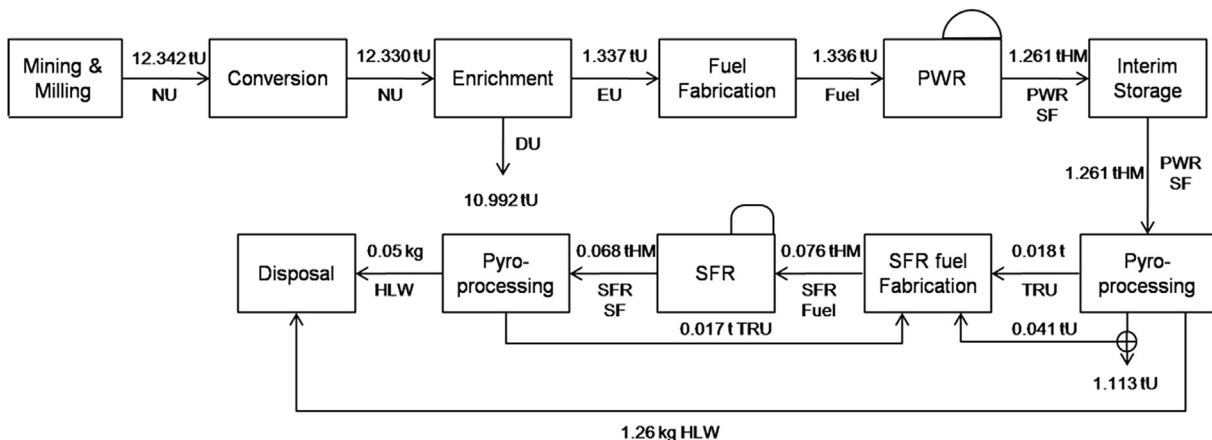 12.342 tU
12.330 tU
1.337 tU
1.336 tU
1.261 tHM
Mining &
Milling
Conversion
Enrichment
Fuel
Fabrication
PWR
Interim
Storage
NU
NU
EU
Fuel
PWR
SF
DU
10.992 tU
1.261 tHM
PWR
SF
0.05 kg
0.068 tHM
0.076 tHM
0.018 t
Disposal
Pyro-
processing
SFR
SFR fuel
Fabrication
Pyro-
processing
HLW
SFR
SF
SFR
Fuel
TRU
0.017 t TRU
0.041 tU
1.113 tU
1.26 kg HLW